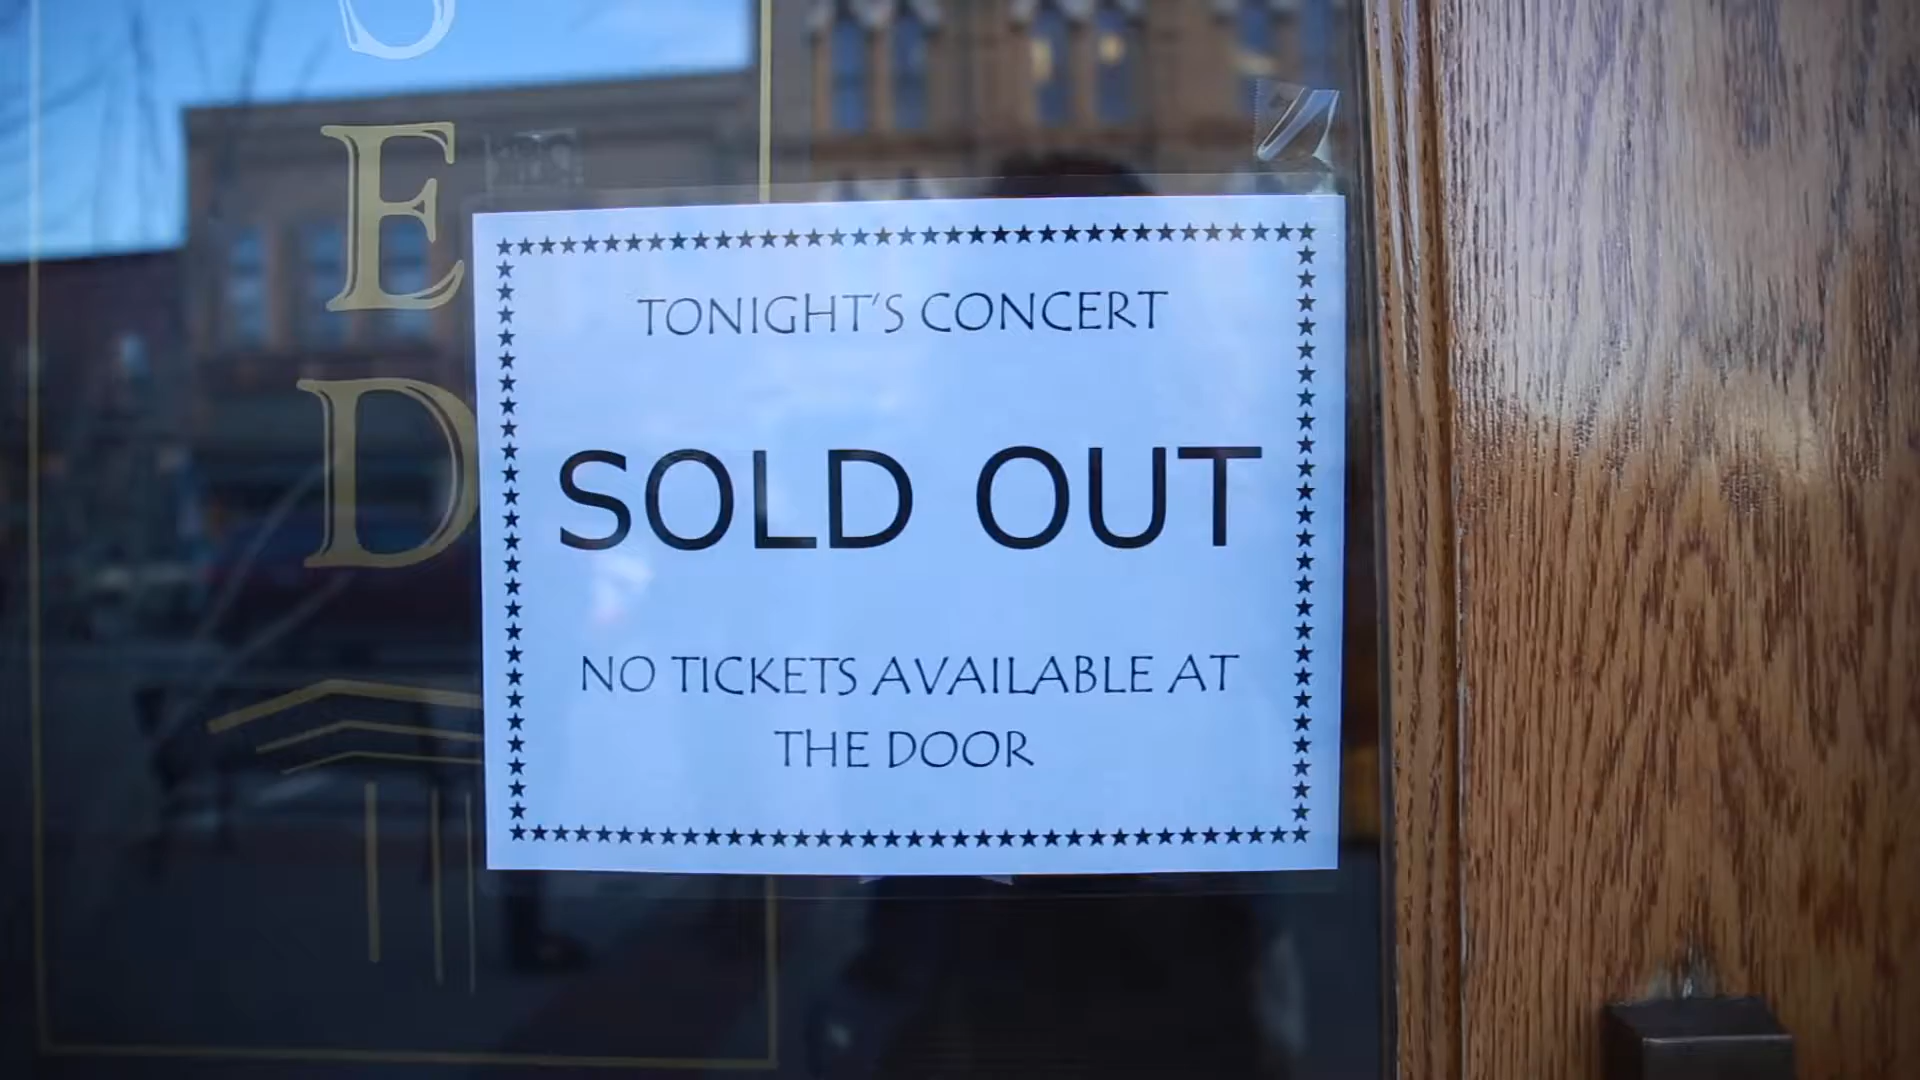 S
E
D
TONIGHT'S CONCERT
SOLD OUT
NO TICKETS AVAILABLE AT
THE DOOR